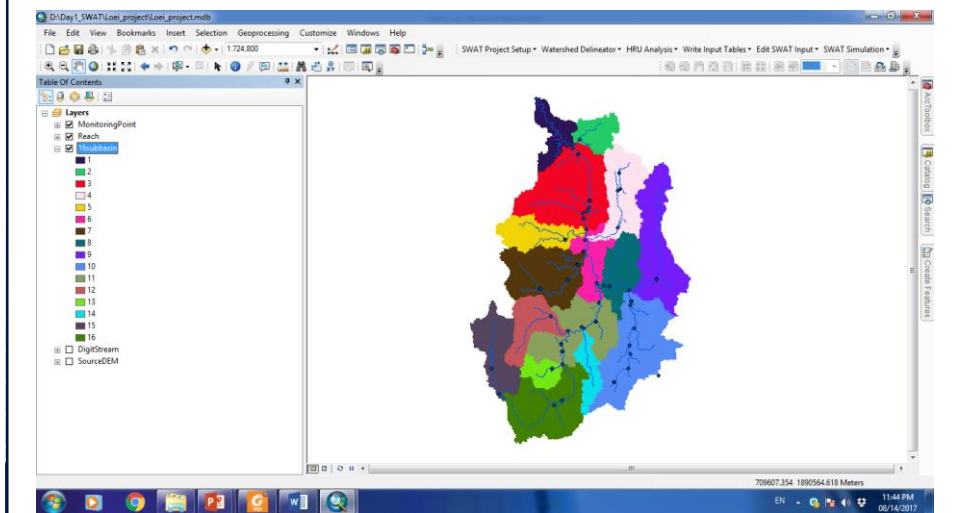 D:\Day1_SWAT\Loei_project\Loei_project.mdb
File Edit View Bookmarks Insert Selection Geoprocessing Customize Windows Help
1:724,800
SWAT Project Setup Watershed Delineator HRU Analysis Write Input Tables Edit SWAT Input SWAT Simulation
Table Of Contents
Layers
MonitoringPoint
Reach
16subbasin
1
2
3
4
5
6
7
8
9
10
11
12
13
14
15
16
DigitStream
SourceDEM
ArcToolbox
Catalog
Search
Create Features
709607.354 1890564.618 Meters
EN
11:44 PM
08/14/2017